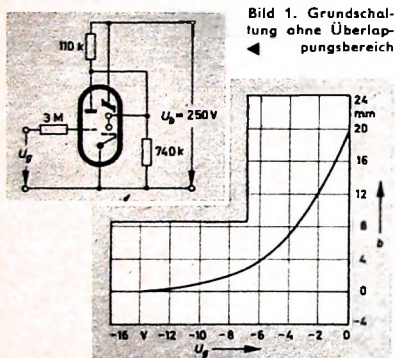 Bild 1. Grundschal-
tung ohne Überlap-
◄ pungsbereich
110 k
3 M
U_g
U_b = 250 V
740 k
24
mm
20
16
12
8
4
0
-4
b
-16 V -12 -10 -8 -6 -4 -2 0
U_g